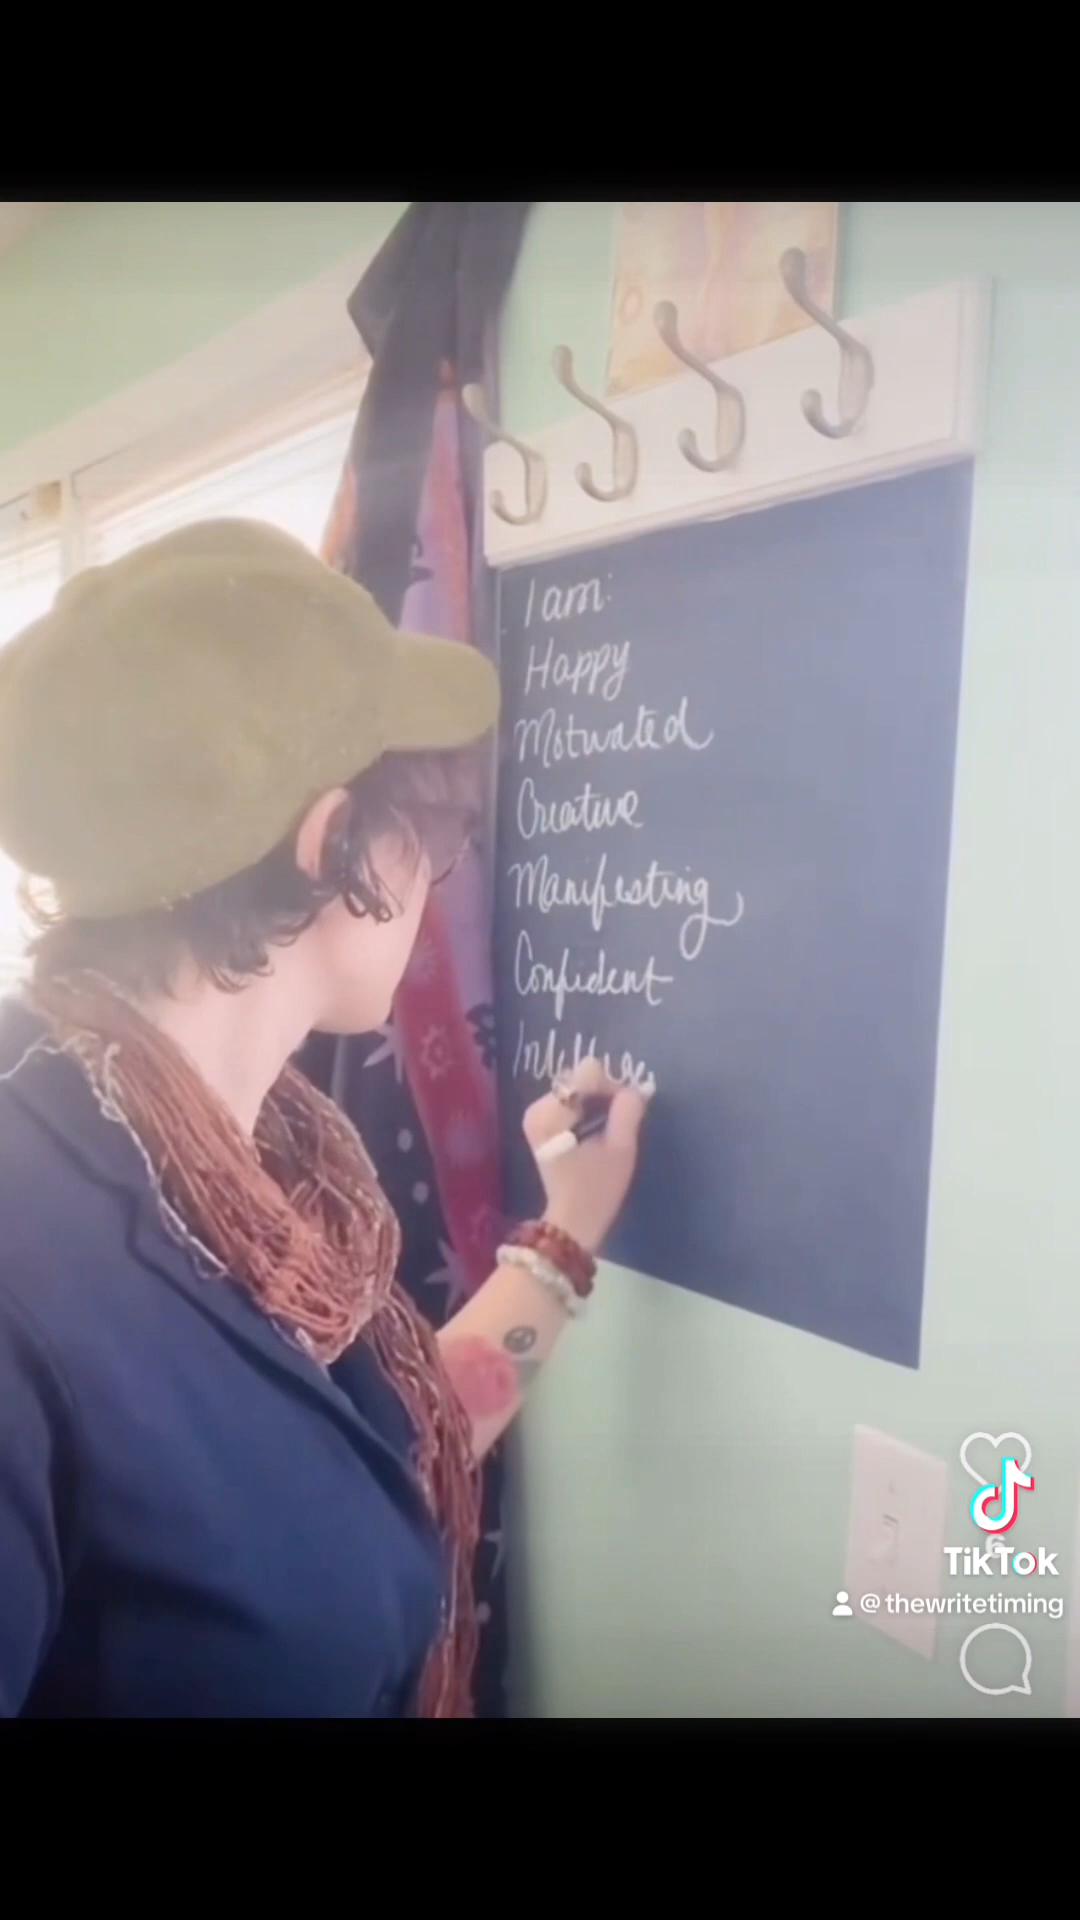 I am:
Happy
Motivated
Creative
Manifesting
Confident
TikTok
@thewritetiming